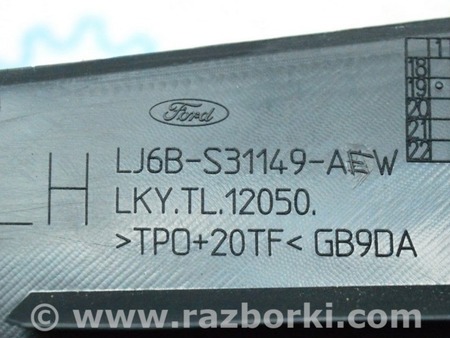 1
18
19
20
21
22
Ford
LJ6B-S31149-AEW
LH
LKY.TL.12050.
>TPO+20TF< GB9DA
© www.razborki.com